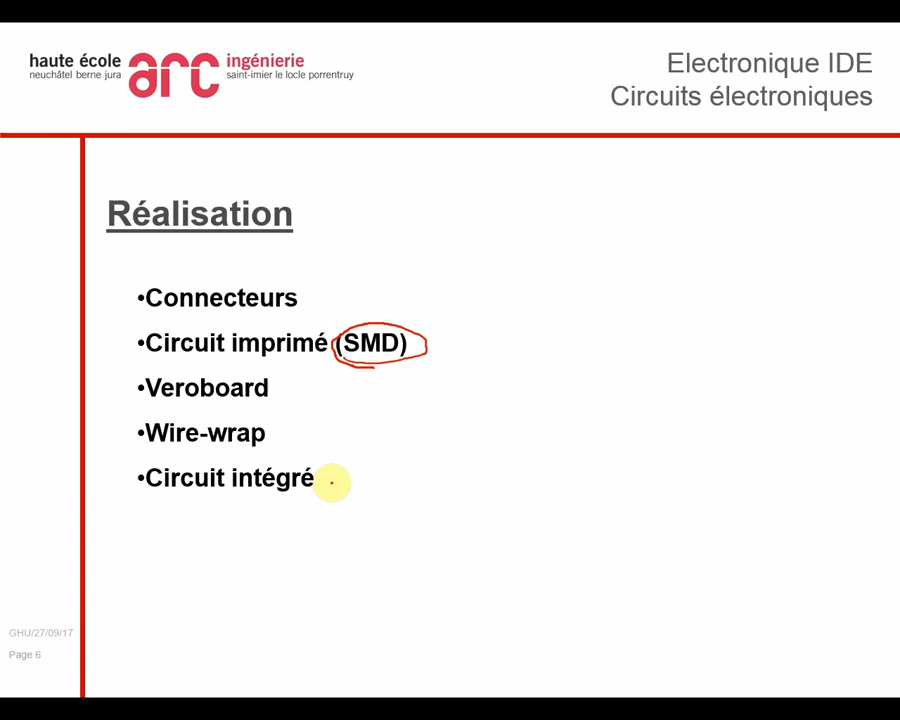 haute école
neuchâtel berne jura
arc
ingénierie
saint-imier le locle porrentruy
Electronique IDE
Circuits électroniques
Réalisation
•Connecteurs
•Circuit imprimé (SMD)
•Veroboard
•Wire-wrap
•Circuit intégré
GHU/27/09/17
Page 6